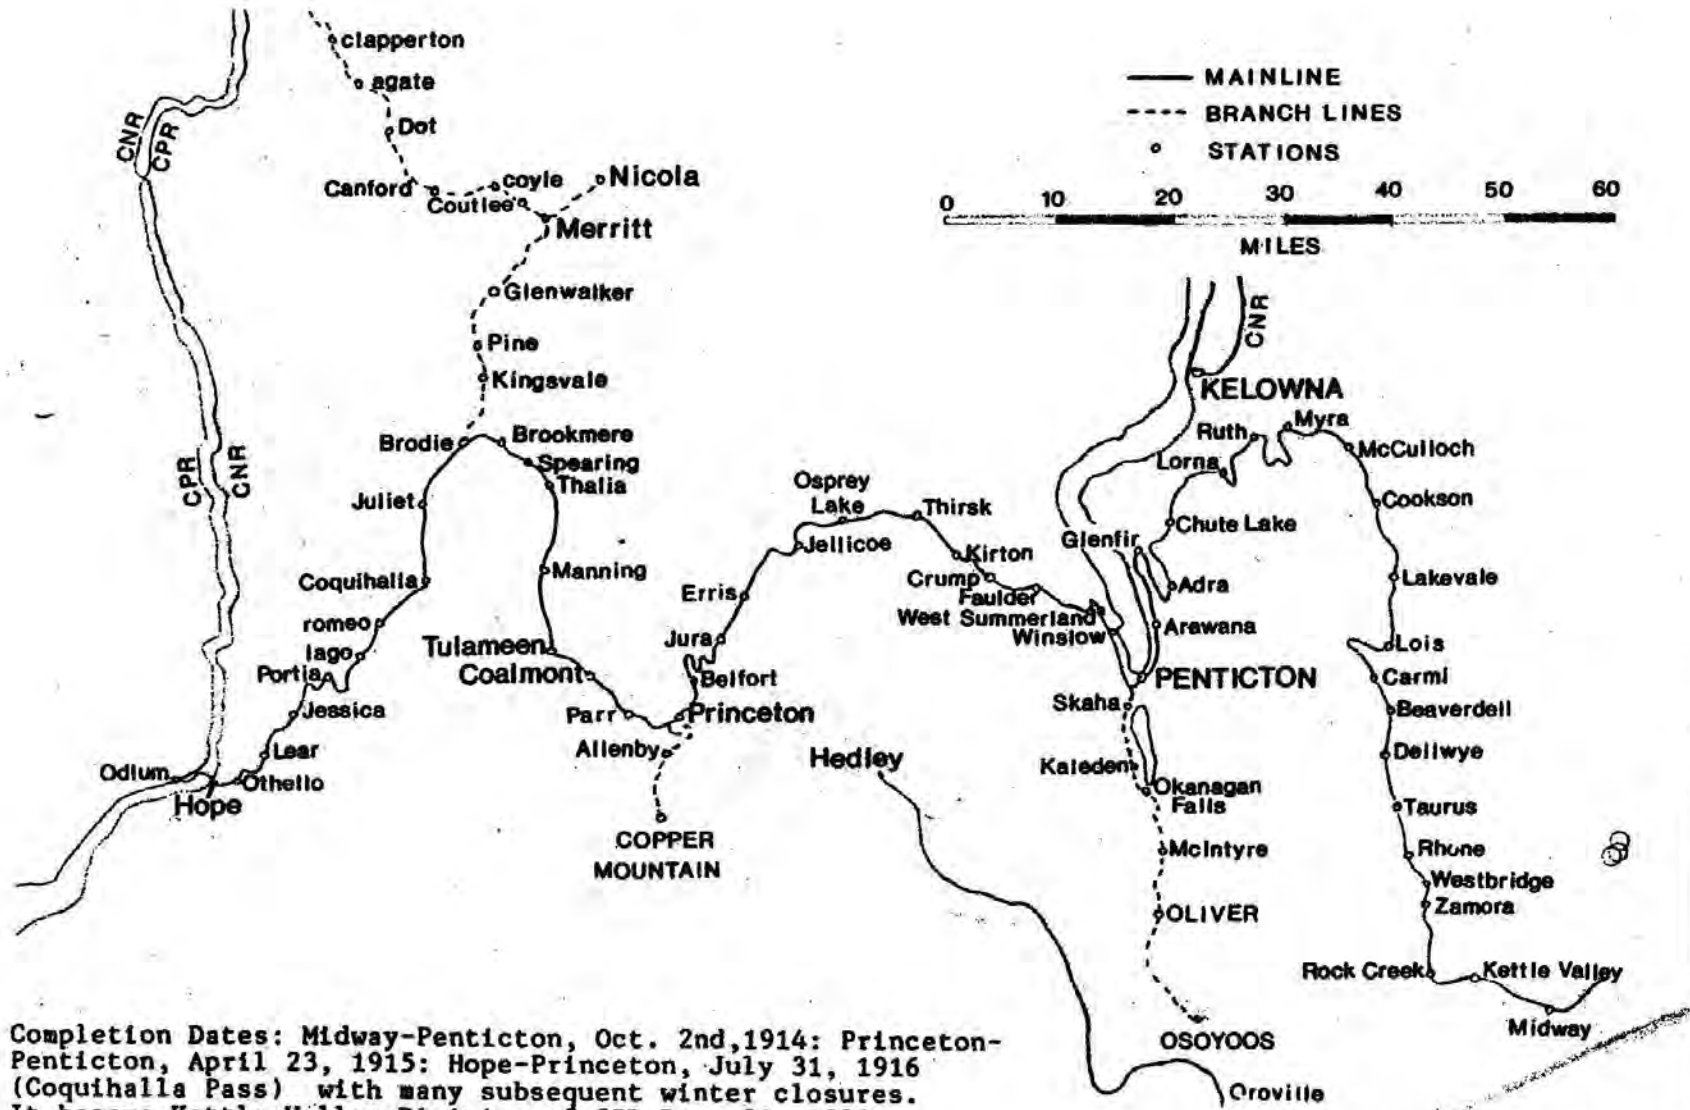 clapperton
agate
Dot
Canford
coyle
Coutlee
Nicola
Merritt
Glenwalker
Pine
Kingsvale
CNR
CPR
MAINLINE
BRANCH LINES
STATIONS
0 10 20 30 40 50 60
MILES
CNR
KELOWNA
Brodie
Brookmere
Spearing
Thalia
Juliet
CPR
CNR
Coquihalla
Manning
romeo
Iago
Portia
Jessica
Lear
Odlum
Othello
Hope
Tulameen
Coalmont
Parr
Princeton
Allenby
COPPER
MOUNTAIN
Belfort
Jura
Erris
Jellicoe
Osprey
Lake
Thirsk
Kirton
Crump
Faulder
West Summerland
Winslow
Glenfir
Ruth
Myra
Lorna
McCulloch
Cookson
Chute Lake
Adra
Arawana
PENTICTON
Lakevale
Lois
Carmi
Beaverdell
Dellwye
Taurus
Rhone
Westbridge
Zamora
Rock Creek
Kettle Valley
Midway
Skaha
Kaleden
Okanagan
Falls
McIntyre
OLIVER
OSOYOOS
Hedley
Oroville
Completion Dates: Midway-Penticton, Oct. 2nd,1914: Princeton-
Penticton, April 23, 1915: Hope-Princeton, July 31, 1916
(Coquihalla Pass) with many subsequent winter closures.